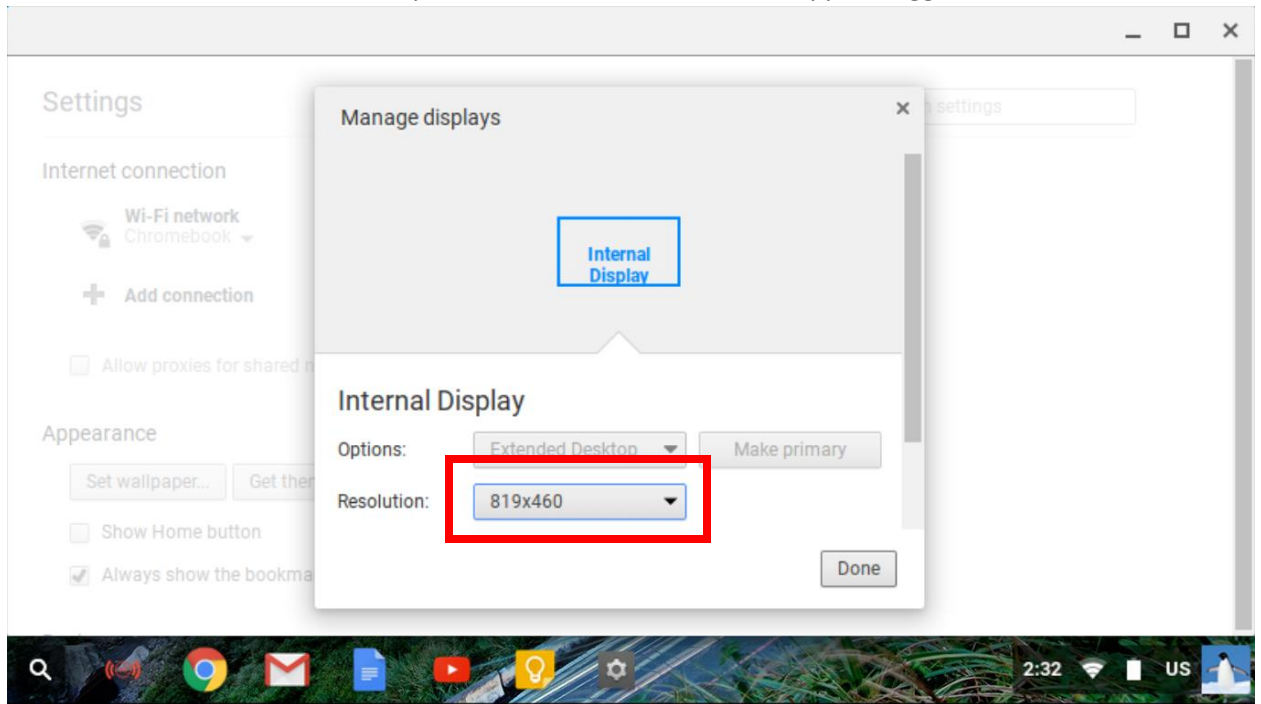 Settings
Manage displays
settings
Internet connection
Wi-Fi network
Chromebook
Internal
Display
Add connection
Allow proxies for shared
Internal Display
Appearance
Options: Extended Desktop Make primary
Set wallpaper... Get
Resolution: 819x460
Show Home button
Always show the
Done
2:32 US